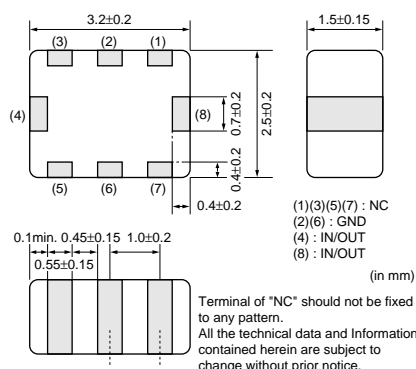 3.2±0.2
1.5±0.15
(3) (2) (1)
(4)
(8)
0.7±0.2
2.5±0.2
0.4±0.2
(5) (6) (7)
0.4±0.2
(1)(3)(5)(7) : NC
(2)(6) : GND
(4) : IN/OUT
(8) : IN/OUT
(in mm)
0.1min. 0.45±0.15 1.0±0.2
0.55±0.15
Terminal of "NC" should not be fixed
to any pattern.
All the technical data and Information
contained herein are subject to
change without prior notice.